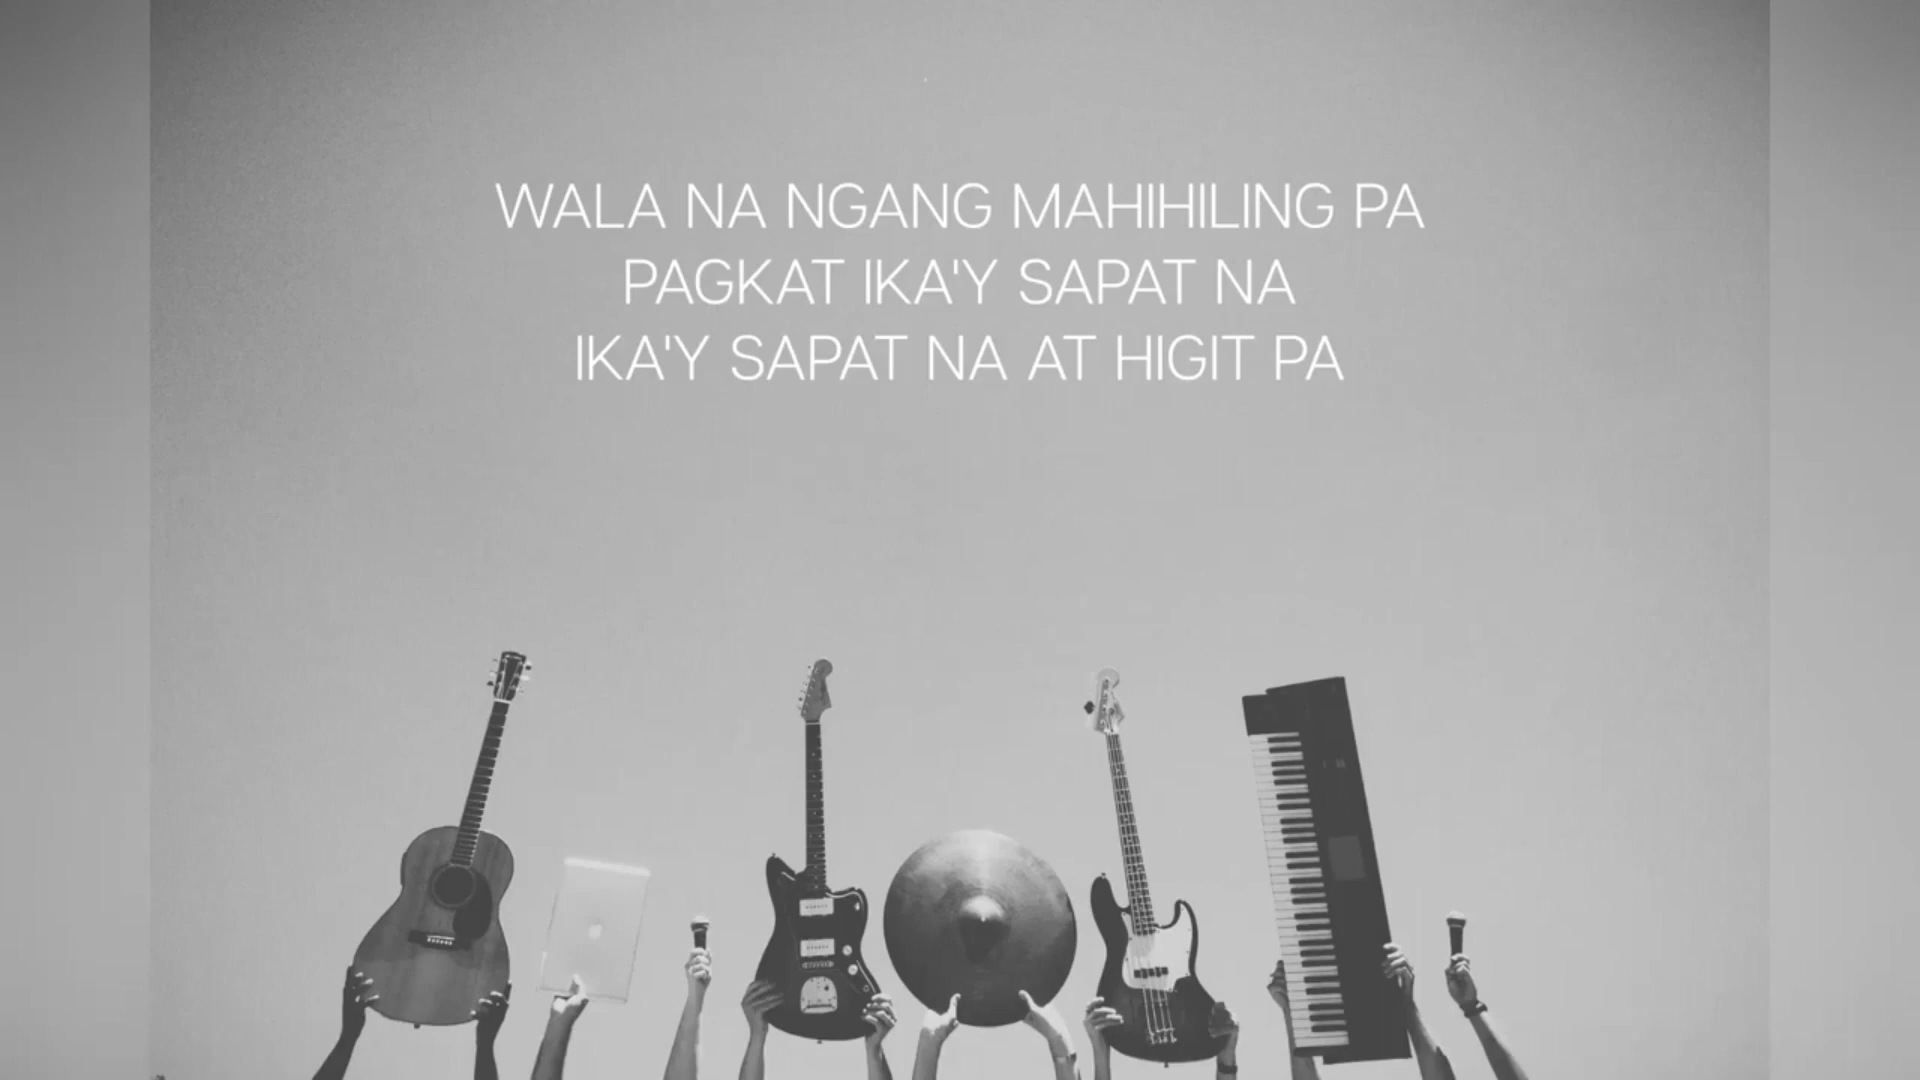 WALA NA NGANG MAHIHILING PA
PAGKAT IKA'Y SAPAT NA
IKA'Y SAPAT NA AT HIGIT PA